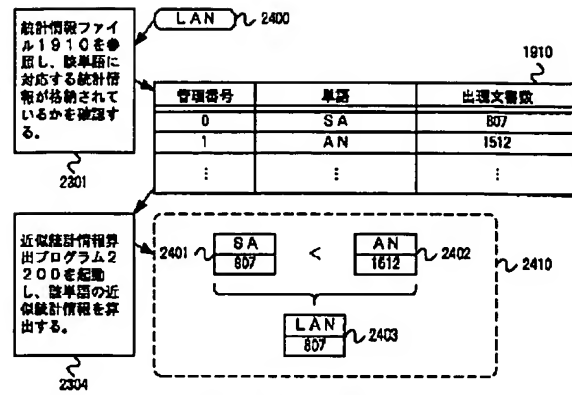 統計情報ファイ
ル1910を参
照し、該単語に
対応する統計情
報が格納されて
いるかを確認す
る。
2301
LAN
2400
1910
管理番号 単語 出現文書数
0 SA 807
1 AN 1512
⋮ ⋮ ⋮
近似統計情報算
出プログラム2
200を起動
し、該単語の近
似統計情報を算
出する。
2304
2401
SA
807
<
AN
1612
2402
2410
LAN
807
2403